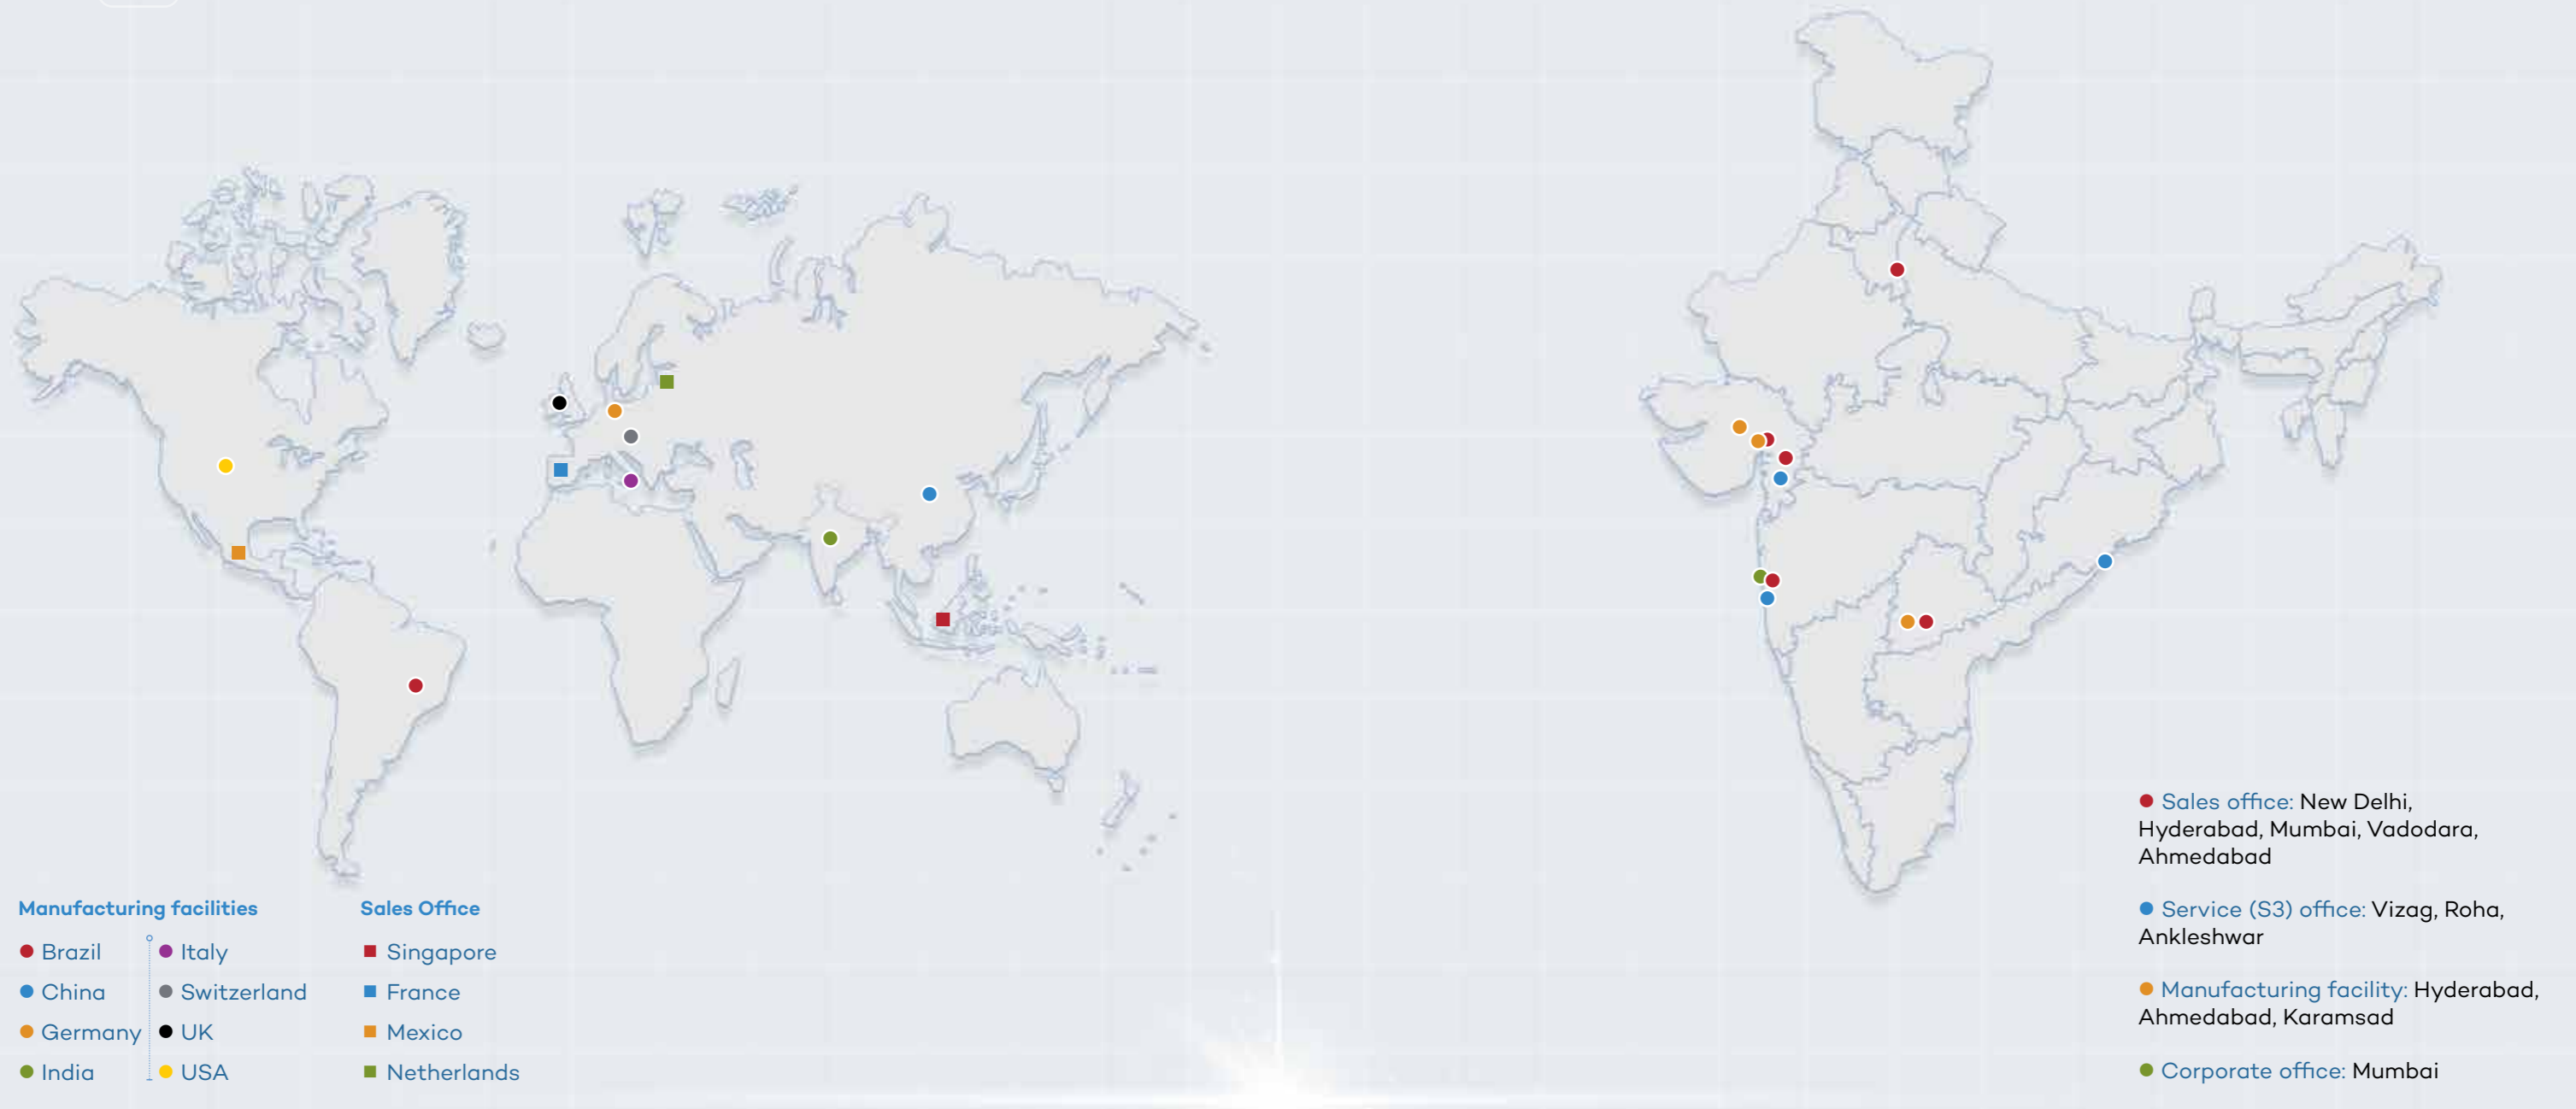 Manufacturing facilities
Brazil
China
Germany
India
Italy
Switzerland
UK
USA
Sales Office
Singapore
France
Mexico
Netherlands
Sales office: New Delhi,
Hyderabad, Mumbai, Vadodara,
Ahmedabad
Service (S3) office: Vizag, Roha,
Ankleshwar
Manufacturing facility: Hyderabad,
Ahmedabad, Karamsad
Corporate office: Mumbai